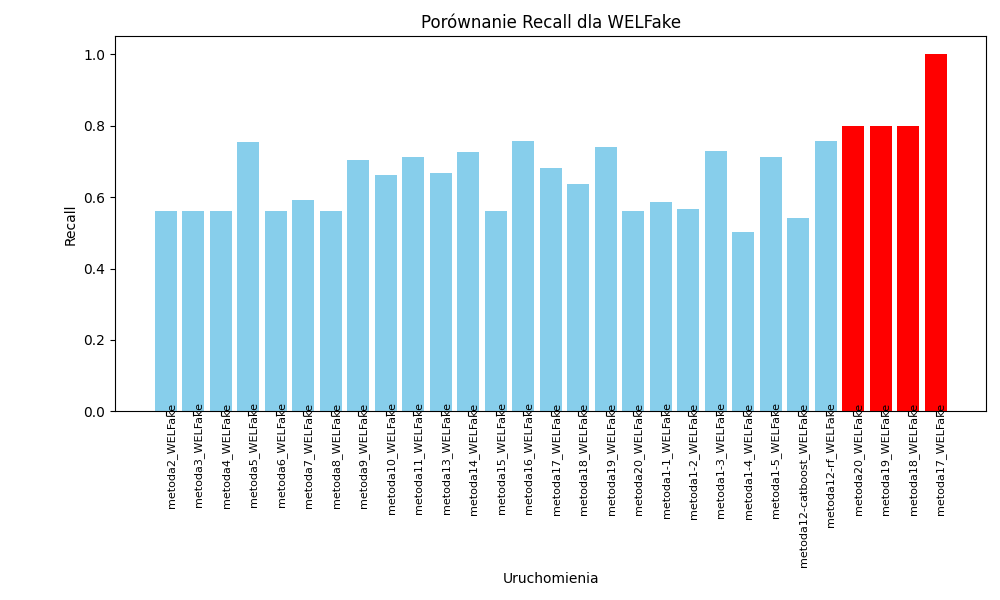 Porównanie Recall dla WELFake
Recall
1.0
0.8
0.6
0.4
0.2
0.0
metoda2_WELFake
metoda3_WELFake
metoda4_WELFake
metoda5_WELFake
metoda6_WELFake
metoda7_WELFake
metoda8_WELFake
metoda9_WELFake
metoda10_WELFake
metoda11_WELFake
metoda13_WELFake
metoda14_WELFake
metoda15_WELFake
metoda16_WELFake
metoda17_WELFake
metoda18_WELFake
metoda19_WELFake
metoda20_WELFake
metoda1-1_WELFake
metoda1-2_WELFake
metoda1-3_WELFake
metoda1-4_WELFake
metoda1-5_WELFake
metoda12-catboost_WELFake
metoda12-rf_WELFake
metoda20_WELFake
metoda19_WELFake
metoda18_WELFake
metoda17_WELFake
Uruchomienia